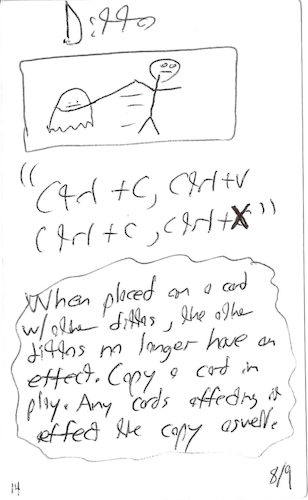 Ditto
"Ctrl +C, Ctrl+V
Ctrl +C, Ctrl+X"
When placed on a card
w/other dittos, the other
dittos no longer have an
effect. Copy a card in
play. Any cards affecting it
effect the copy aswell.
14
8/9